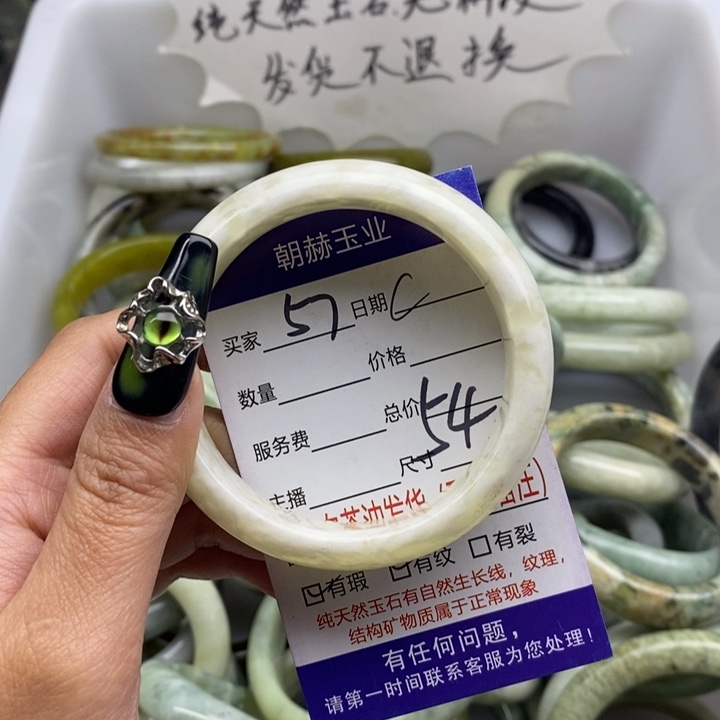 纯天然玉石
发货不退换
朝赫玉业
买家 57 日期
数量 价格
服务费 总价 54
主播 尺寸
有瑕 有纹 有裂
纯天然玉石有自然生长线，纹理，
结构矿物质属于正常现象
有任何问题，
请第一时间联系客服为您处理！